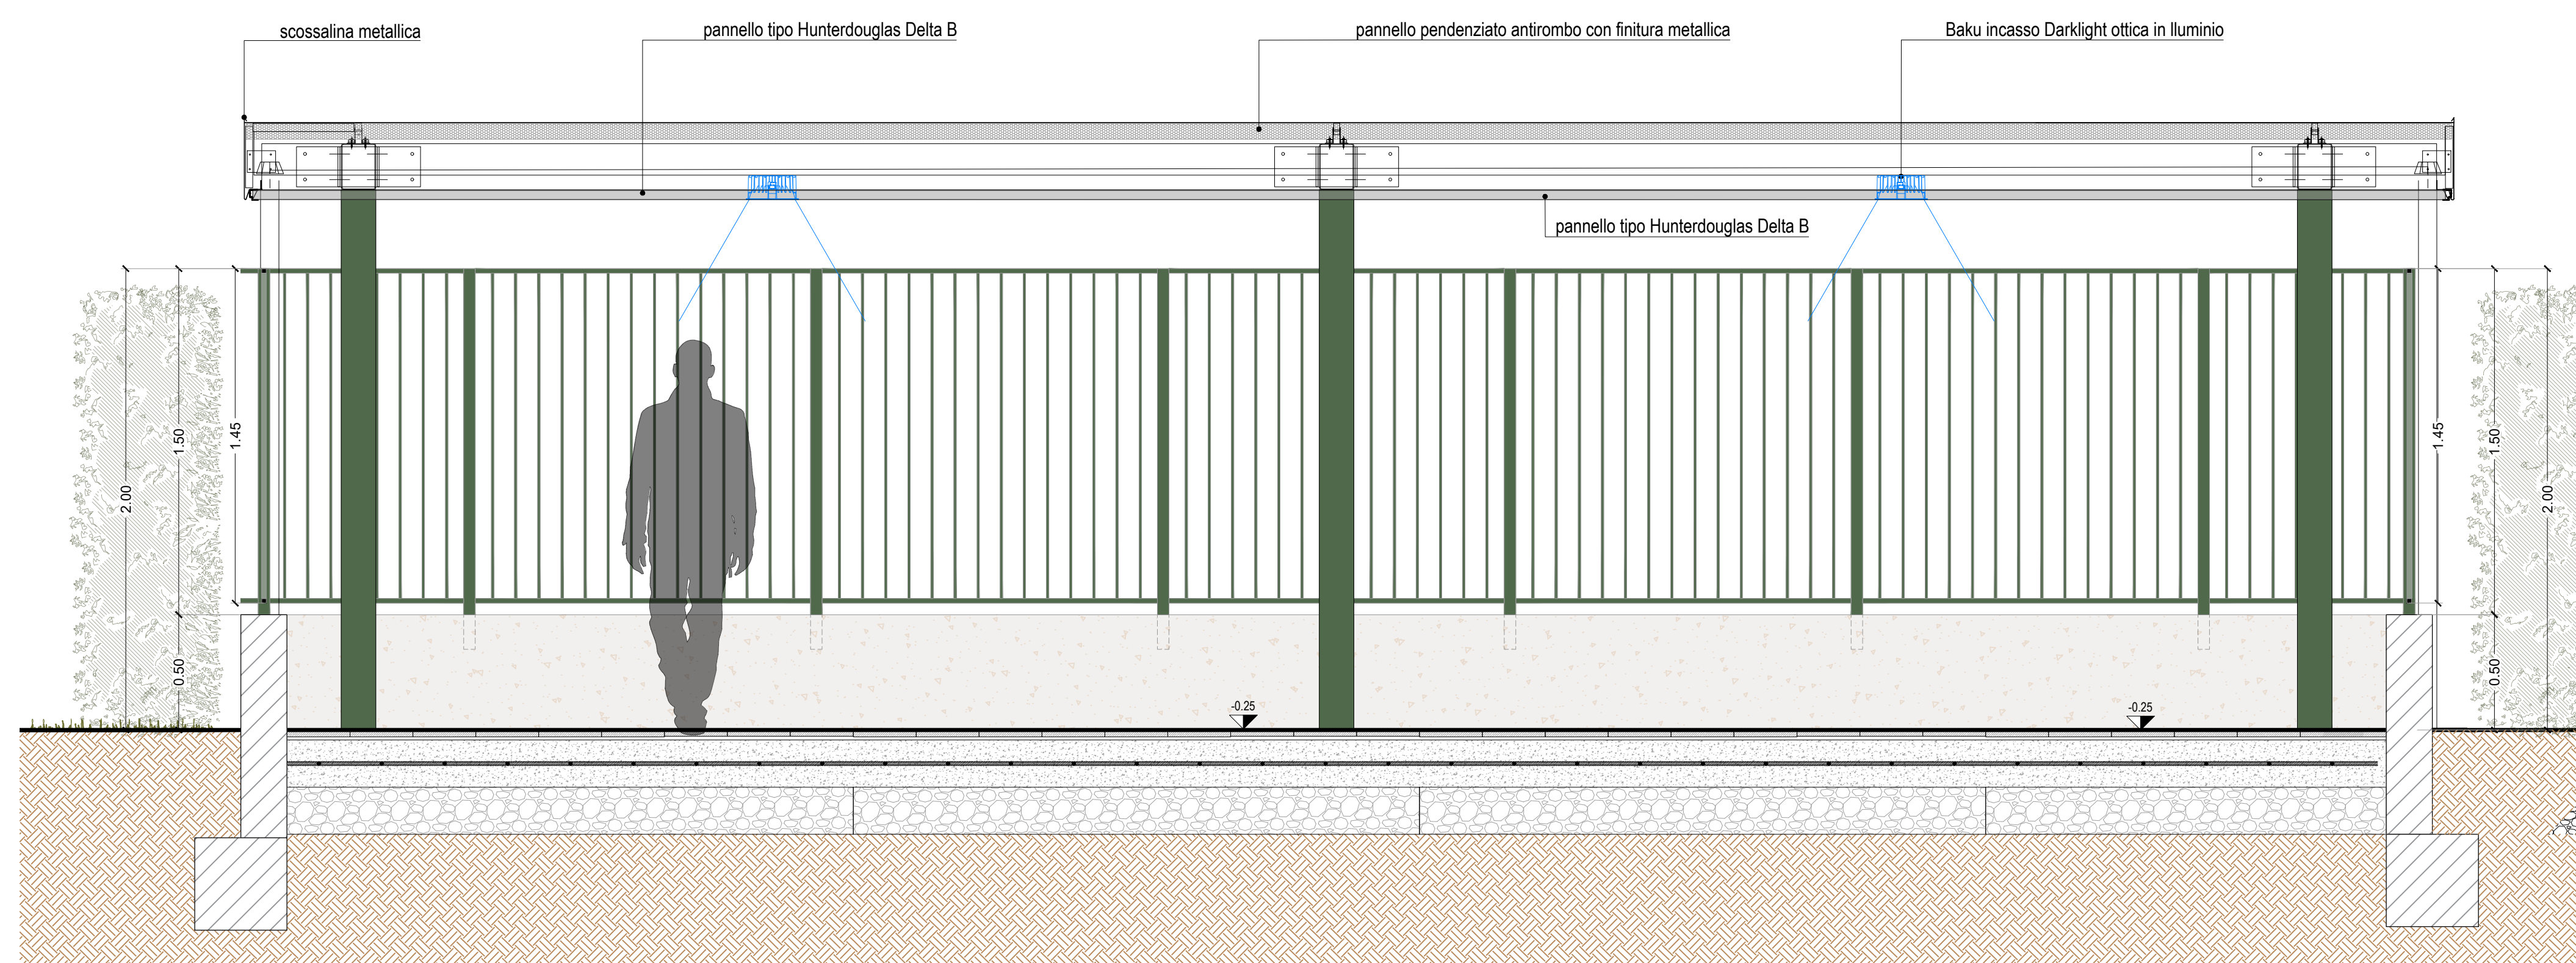 scossalina metallica
pannello tipo Hunterdouglas Delta B
pannello pendenziato antirombo con finitura metallica
Baku incasso Darklight ottica in lluminio
pannello tipo Hunterdouglas Delta B
2.00
1.50
1.45
0.50
1.45
1.50
2.00
0.50
-0.25
-0.25